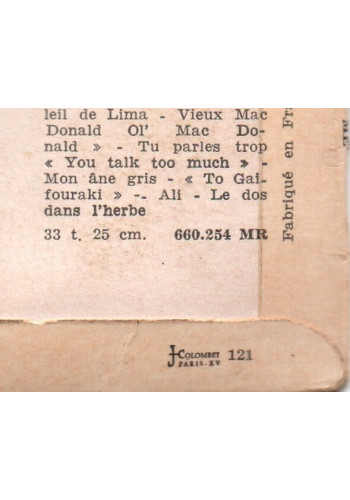 leil de Lima - Vieux Mac
Donald Ol' Mac Do-
nald » - Tu parles trop
« You talk too much » -
Mon âne gris - « To Gai-
fouraki » -. Ali - Le dos
dans l'herbe
33 t. 25 cm. 660.254 MR
Fabriqué en Fra
J. COLOMBET 121
PARIS. XV